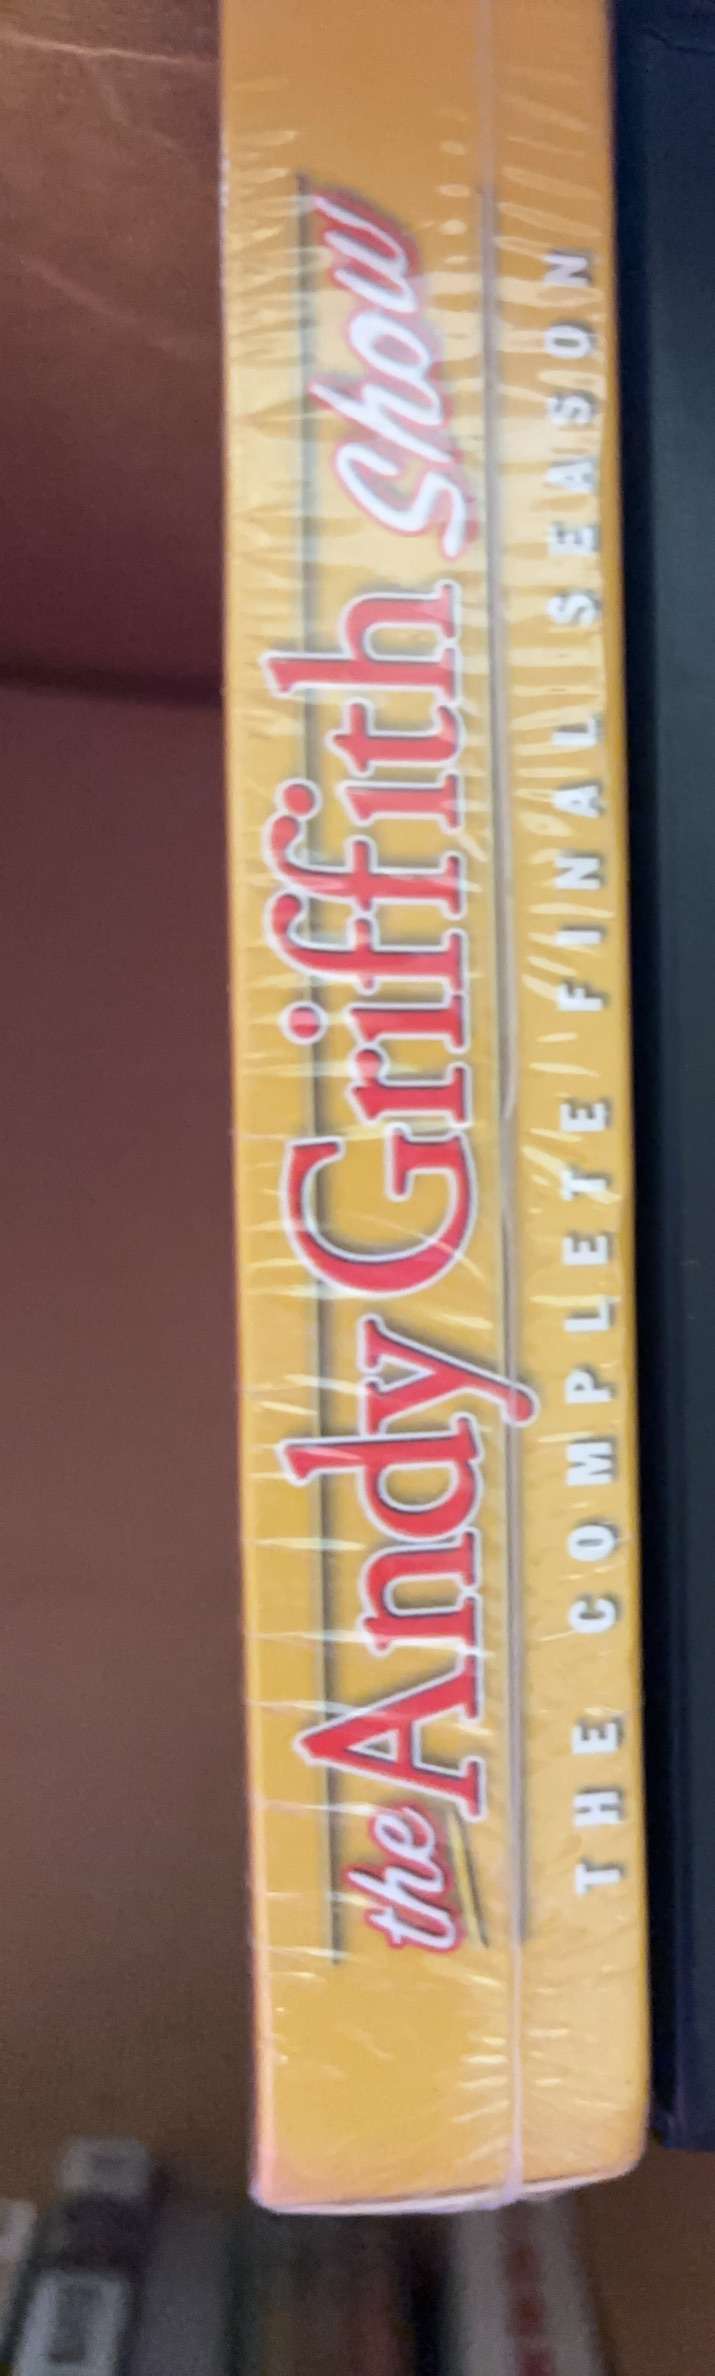 the Andy Griffith Show
THE COMPLETE FINAL SEASON